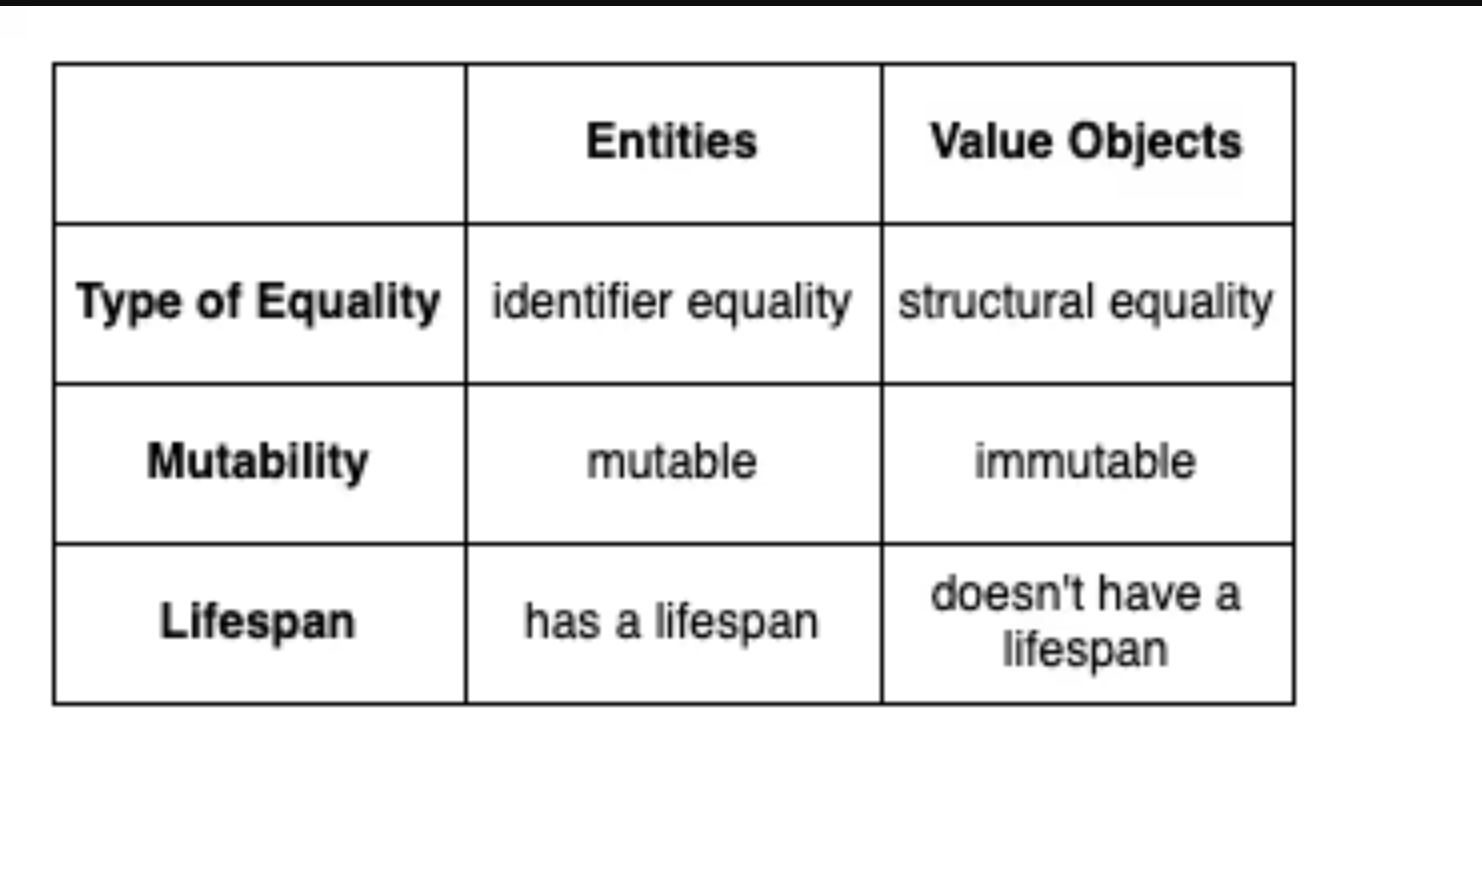 Entities Value Objects
Type of Equality identifier equality structural equality
Mutability mutable immutable
Lifespan has a lifespan doesn't have a
lifespan